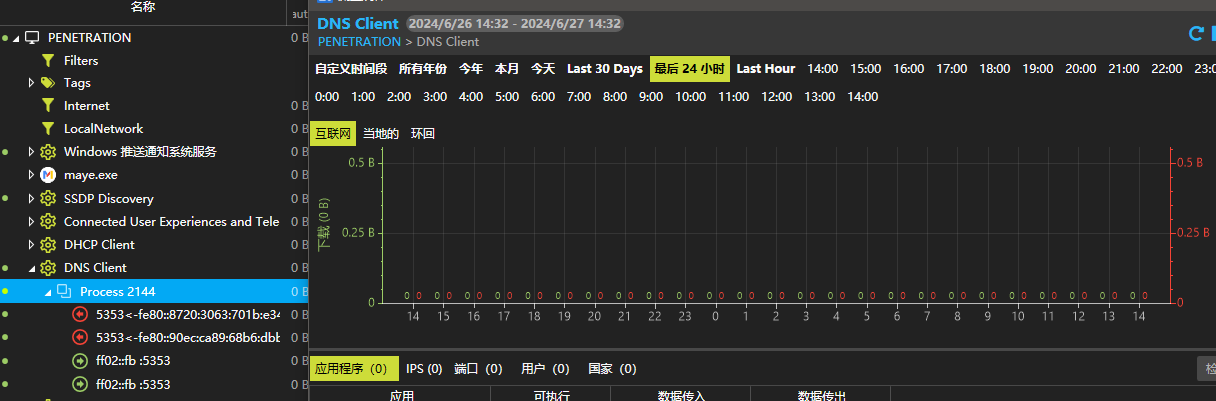 名称
aut
PENETRATION 0 B
Filters
Tags
Internet 0 B
LocalNetwork 0 B
Windows 推送通知系统服务 0 B
maye.exe 0 B
SSDP Discovery 0 B
Connected User Experiences and Tele 0 B
DHCP Client 0 B
DNS Client 0 B
Process 2144 0 B
5353<-fe80::8720:3063:701b:e34 0 B
5353<-fe80::90ec:ca89:68b6:dbb 0 B
ff02::fb :5353 0 B
ff02::fb :5353 0 B
DNS Client 2024/6/26 14:32 - 2024/6/27 14:32
PENETRATION > DNS Client
自定义时间段 所有年份 今年 本月 今天 Last 30 Days 最后 24 小时 Last Hour 14:00 15:00 16:00 17:00 18:00 19:00 20:00 21:00 22:00 23:0
0:00 1:00 2:00 3:00 4:00 5:00 6:00 7:00 8:00 9:00 10:00 11:00 12:00 13:00 14:00
互联网 当地的 环回
0.5 B 0.5 B
下载 (0 B)
0.25 B 0.25 B
0 0 0 0 0 0 0 0 0 0 0 0 0 0 0 0 0 0 0 0 0 0 0 0 0 0 0 0 0 0 0 0 0 0 0 0 0 0 0 0 0 0 0 0 0 0 0 0 0 0
0 0
14 15 16 17 18 19 20 21 22 23 0 1 2 3 4 5 6 7 8 9 10 11 12 13 14
应用程序（0） IPS (0) 端口（0） 用户（0） 国家（0） 检
应用 可执行 数据传入 数据传出